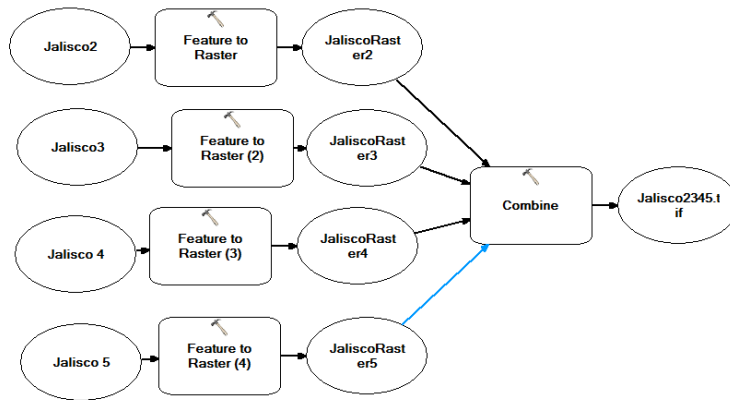 Jalisco2
Feature to
Raster
JaliscoRast
er2
Jalisco3
Feature to
Raster (2)
JaliscoRast
er3
Combine
Jalisco2345.t
if
Jalisco 4
Feature to
Raster (3)
JaliscoRast
er4
Jalisco 5
Feature to
Raster (4)
JaliscoRast
er5